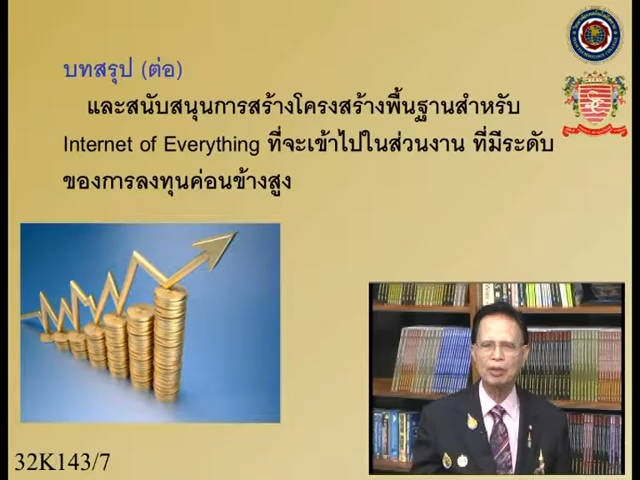 บทสรุป (ต่อ)
และสนับสนุนการสร้างโครงสร้างพื้นฐานสำหรับ
Internet of Everything ที่จะเข้าไปในส่วนงาน ที่มีระดับ
ของการลงทุนค่อนข้างสูง
32K143/7